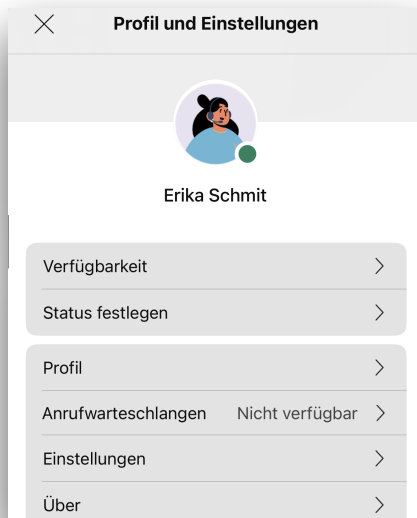 Profil und Einstellungen
Erika Schmit
Verfügbarkeit
Status festlegen
Profil
Anrufwarteschlangen Nicht verfügbar
Einstellungen
Über